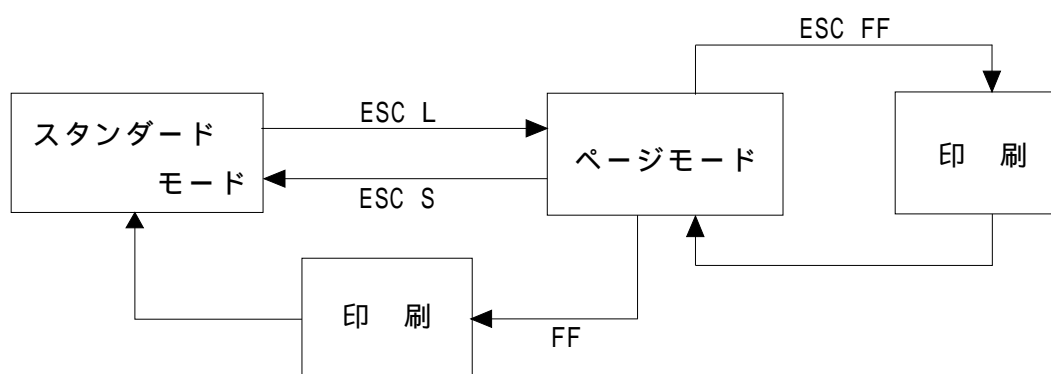 ESC FF
スタンダード
モード
ESC L
ページモード
印 刷
ESC S
印 刷
FF